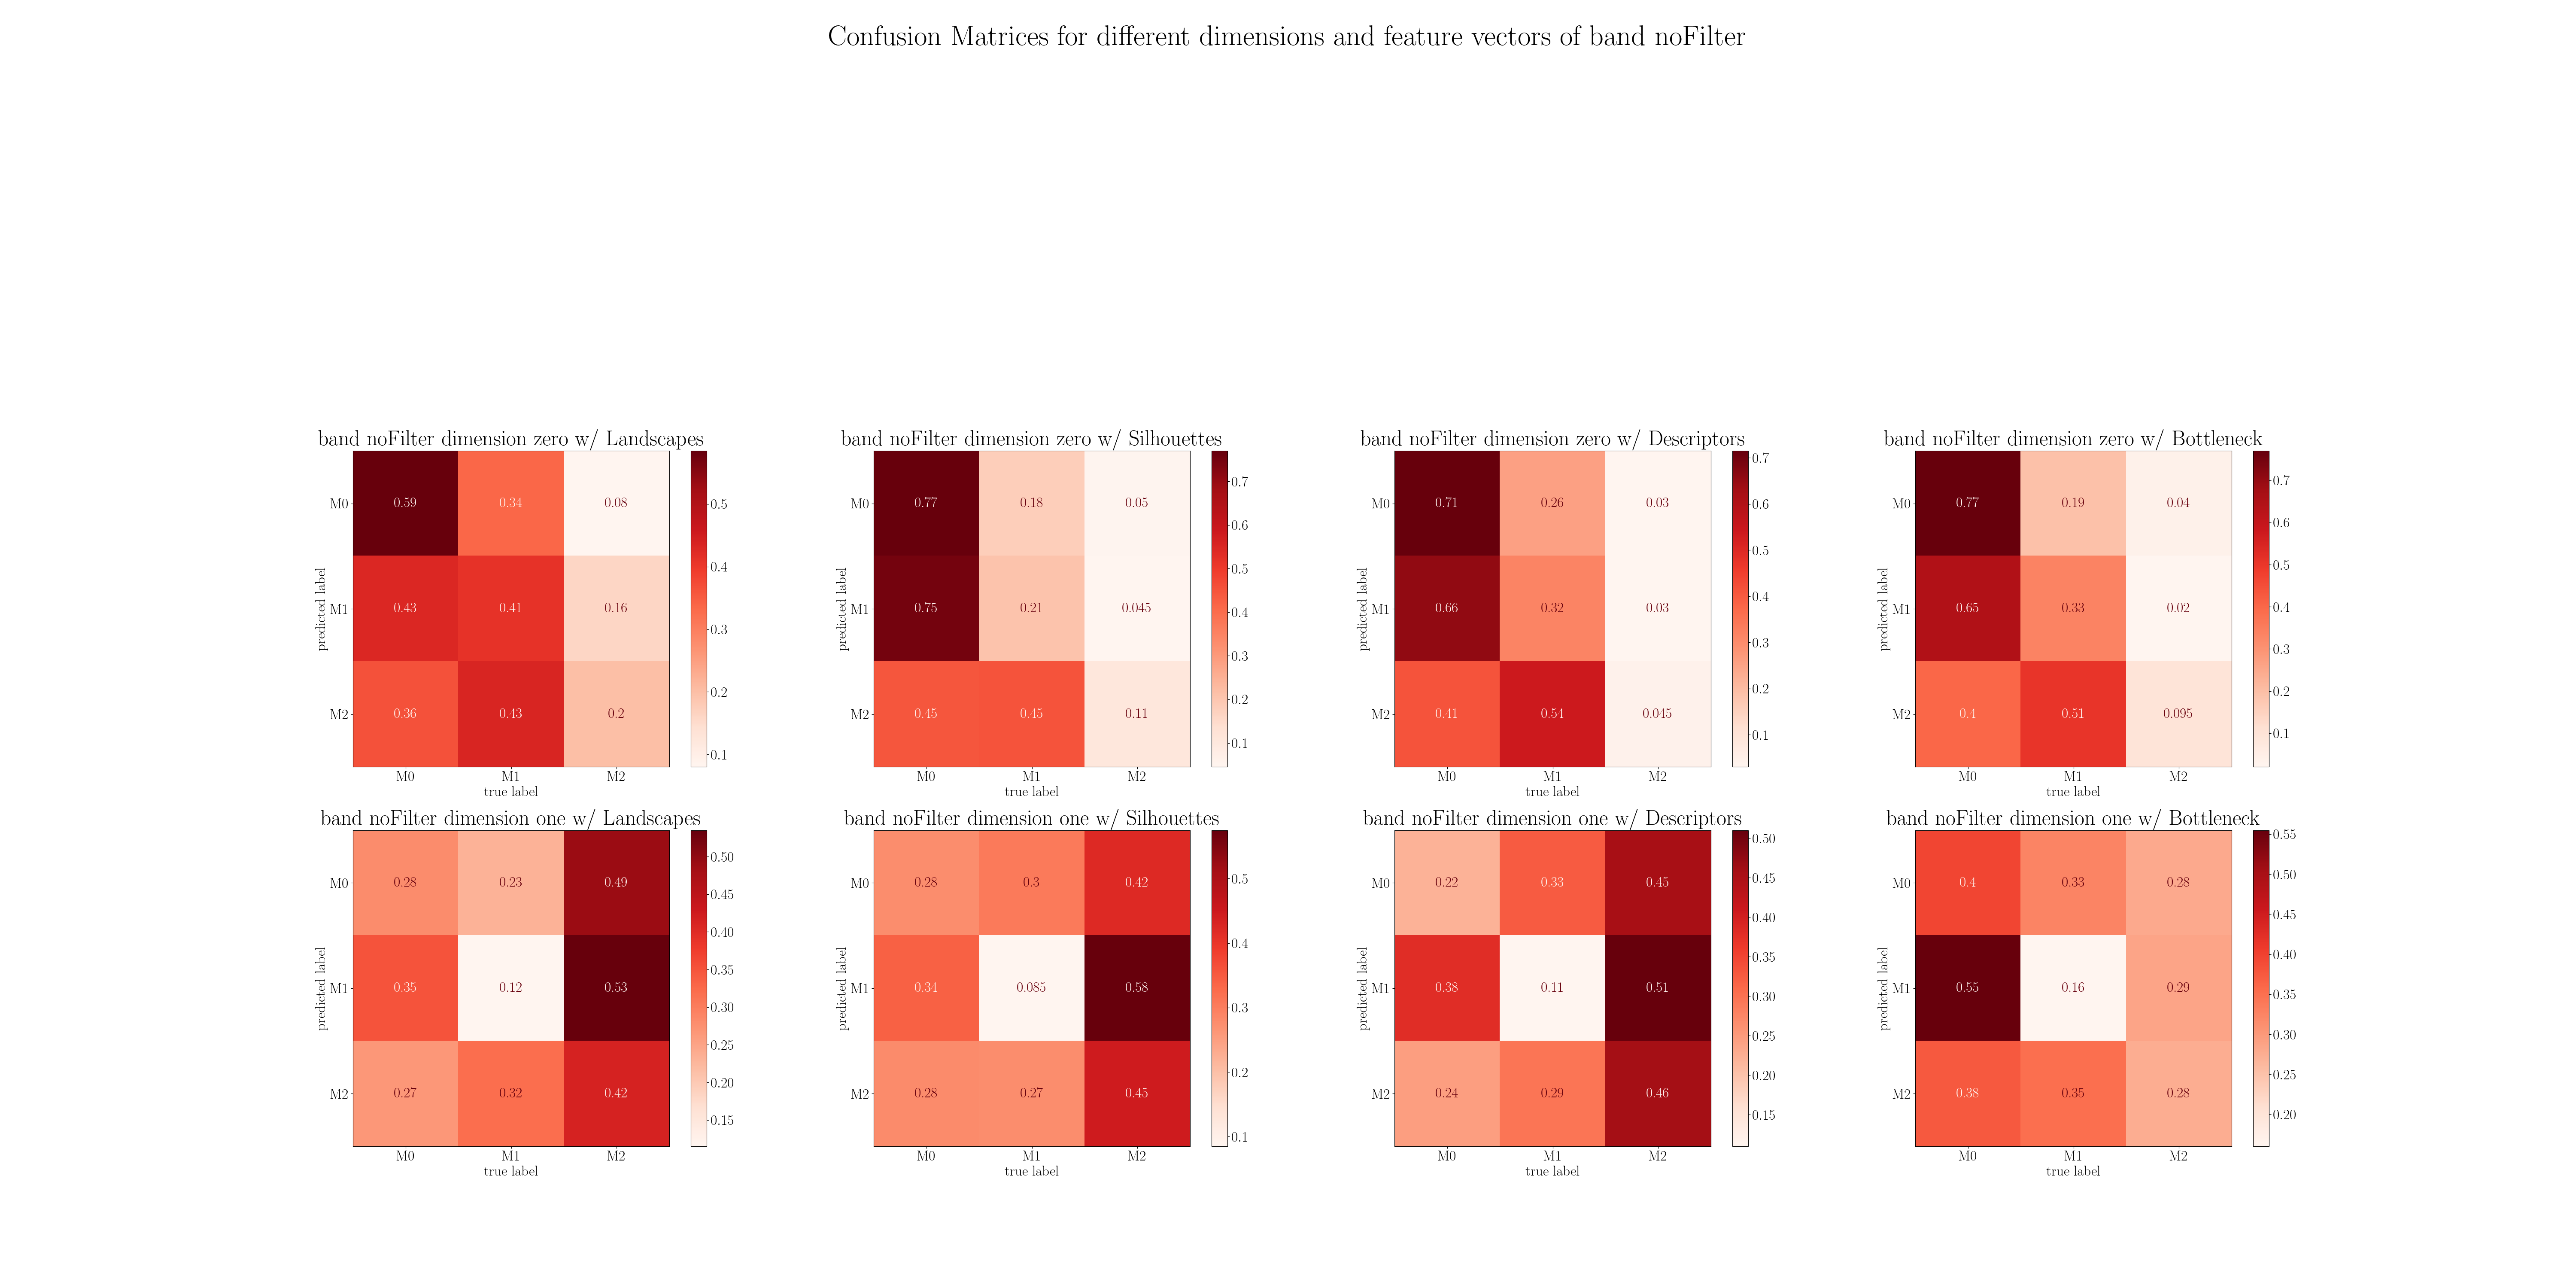 Confusion Matrices for different dimensions and feature vectors of band noFilter
band noFilter dimension zero w/ Landscapes
predicted label
M0 0.59 0.34 0.08
M1 0.43 0.41 0.16
M2 0.36 0.43 0.2
M0 M1 M2
true label
0.5
0.4
0.3
0.2
0.1
band noFilter dimension zero w/ Silhouettes
predicted label
M0 0.77 0.18 0.05
M1 0.75 0.21 0.045
M2 0.45 0.45 0.11
M0 M1 M2
true label
0.7
0.6
0.5
0.4
0.3
0.2
0.1
band noFilter dimension zero w/ Descriptors
predicted label
M0 0.71 0.26 0.03
M1 0.66 0.32 0.03
M2 0.41 0.54 0.045
M0 M1 M2
true label
0.7
0.6
0.5
0.4
0.3
0.2
0.1
band noFilter dimension zero w/ Bottleneck
predicted label
M0 0.77 0.19 0.04
M1 0.65 0.33 0.02
M2 0.4 0.51 0.095
M0 M1 M2
true label
0.7
0.6
0.5
0.4
0.3
0.2
0.1
band noFilter dimension one w/ Landscapes
predicted label
M0 0.28 0.23 0.49
M1 0.35 0.12 0.53
M2 0.27 0.32 0.42
M0 M1 M2
true label
0.50
0.45
0.40
0.35
0.30
0.25
0.20
0.15
band noFilter dimension one w/ Silhouettes
predicted label
M0 0.28 0.3 0.42
M1 0.34 0.085 0.58
M2 0.28 0.27 0.45
M0 M1 M2
true label
0.5
0.4
0.3
0.2
0.1
band noFilter dimension one w/ Descriptors
predicted label
M0 0.22 0.33 0.45
M1 0.38 0.11 0.51
M2 0.24 0.29 0.46
M0 M1 M2
true label
0.50
0.45
0.40
0.35
0.30
0.25
0.20
0.15
band noFilter dimension one w/ Bottleneck
predicted label
M0 0.4 0.33 0.28
M1 0.55 0.16 0.29
M2 0.38 0.35 0.28
M0 M1 M2
true label
0.55
0.50
0.45
0.40
0.35
0.30
0.25
0.20